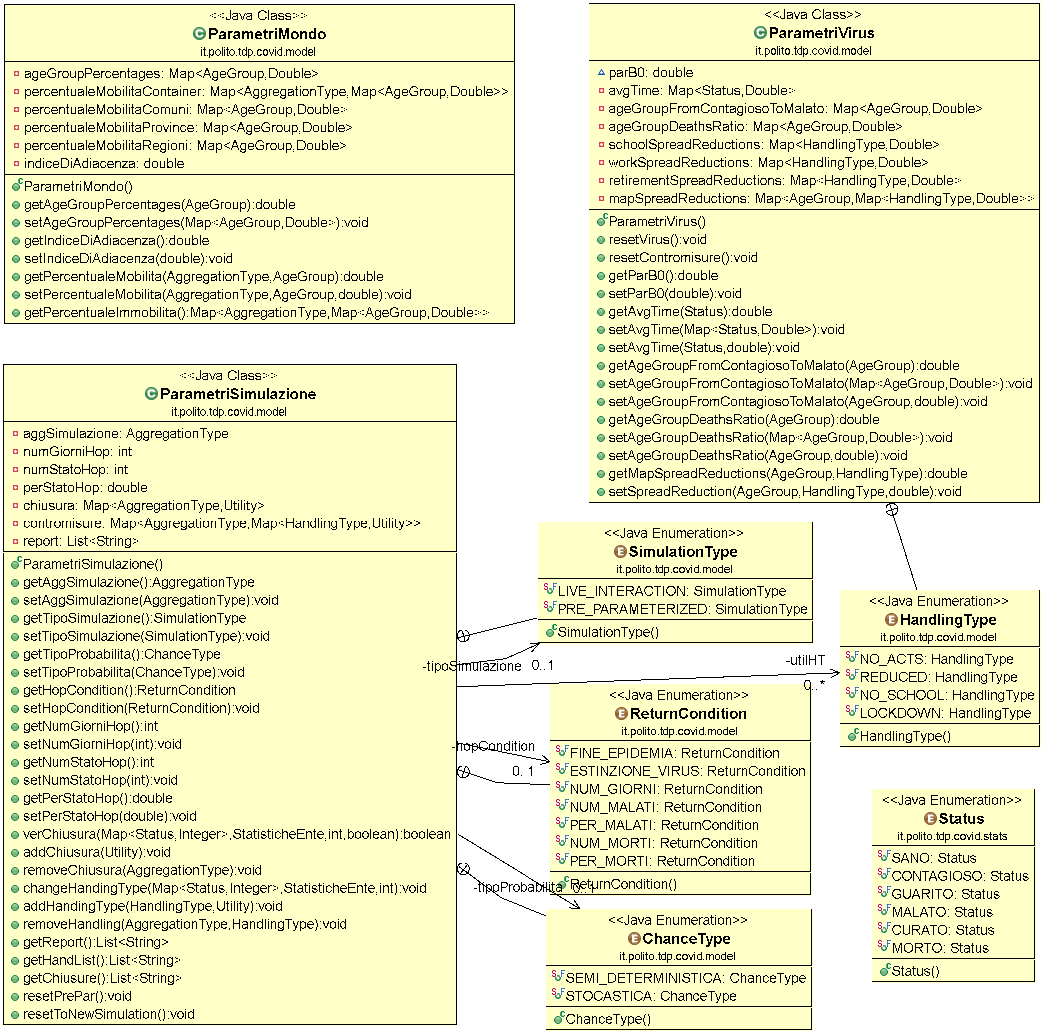 <<Java Class>>
ParametriMondo
it.polito.tdp.covid.model
ageGroupPercentages: Map<AgeGroup,Double>
percentualeMobilitaContainer: Map<AggregationType,Map<AgeGroup,Double>>
percentualeMobilitaComuni: Map<AgeGroup,Double>
percentualeMobilitaProvince: Map<AgeGroup,Double>
percentualeMobilitaRegioni: Map<AgeGroup,Double>
indiceDiAdiacenza: double
ParametriMondo()
getAgeGroupPercentages(AgeGroup):double
setAgeGroupPercentages(Map<AgeGroup,Double>):void
getIndiceDiAdiacenza():double
setIndiceDiAdiacenza(double):void
getPercentualeMobilita(AggregationType,AgeGroup):double
setPercentualeMobilita(AggregationType,AgeGroup,double):void
getPercentualeImmobilita():Map<AggregationType,Map<AgeGroup,Double>>
<<Java Class>>
ParametriVirus
it.polito.tdp.covid.model
parB0: double
avgTime: Map<Status,Double>
ageGroupFromContagiosoToMalato: Map<AgeGroup,Double>
ageGroupDeathsRatio: Map<AgeGroup,Double>
schoolSpreadReductions: Map<HandlingType,Double>
workSpreadReductions: Map<HandlingType,Double>
retirementSpreadReductions: Map<HandlingType,Double>
mapSpreadReductions: Map<AgeGroup,Map<HandlingType,Double>>
ParametriVirus()
resetVirus():void
resetContromisure():void
getParB0():double
setParB0(double):void
getAvgTime(Status):double
setAvgTime(Map<Status,Double>):void
setAvgTime(Status,double):void
getAgeGroupFromContagiosoToMalato(AgeGroup):double
setAgeGroupFromContagiosoToMalato(Map<AgeGroup,Double>):void
setAgeGroupFromContagiosoToMalato(AgeGroup,double):void
getAgeGroupDeathsRatio(AgeGroup):double
setAgeGroupDeathsRatio(Map<AgeGroup,Double>):void
setAgeGroupDeathsRatio(AgeGroup,double):void
getMapSpreadReductions(AgeGroup,HandlingType):double
setSpreadReduction(AgeGroup,HandlingType,double):void
<<Java Class>>
ParametriSimulazione
it.polito.tdp.covid.model
aggSimulazione: AggregationType
numGiorniHop: int
numStatoHop: int
perStatoHop: double
chiusura: Map<AggregationType,Utility>
contromisure: Map<AggregationType,Map<HandlingType,Utility>>
report: List<String>
ParametriSimulazione()
getAggSimulazione():AggregationType
setAggSimulazione(AggregationType):void
getTipoSimulazione():SimulationType
setTipoSimulazione(SimulationType):void
getTipoProbabilita():ChanceType
setTipoProbabilita(ChanceType):void
getHopCondition():ReturnCondition
setHopCondition(ReturnCondition):void
getNumGiorniHop():int
setNumGiorniHop(int):void
getNumStatoHop():int
setNumStatoHop(int):void
getPerStatoHop():double
setPerStatoHop(double):void
verChiusura(Map<Status,Integer>,StatisticheEnte,int,boolean):boolean
addChiusura(Utility):void
removeChiusura(AggregationType):void
changeHandingType(Map<Status,Integer>,StatisticheEnte,int):void
addHandingType(HandlingType,Utility):void
removeHandling(AggregationType,HandlingType):void
getReport():List<String>
getHandList():List<String>
getChiusure():List<String>
resetPrePar():void
resetToNewSimulation():void
<<Java Enumeration>>
SimulationType
it.polito.tdp.covid.model
LIVE_INTERACTION: SimulationType
PRE_PARAMETERIZED: SimulationType
SimulationType()
-tipoSimulazione 0..1
-utilHT
0..*
<<Java Enumeration>>
HandlingType
it.polito.tdp.covid.model
NO_ACTS: HandlingType
REDUCED: HandlingType
NO_SCHOOL: HandlingType
LOCKDOWN: HandlingType
HandlingType()
<<Java Enumeration>>
ReturnCondition
it.polito.tdp.covid.model
FINE_EPIDEMIA: ReturnCondition
ESTINZIONE_VIRUS: ReturnCondition
NUM_GIORNI: ReturnCondition
NUM_MALATI: ReturnCondition
PER_MALATI: ReturnCondition
NUM_MORTI: ReturnCondition
PER_MORTI: ReturnCondition
ReturnCondition()
-hopCondition
0..1
<<Java Enumeration>>
Status
it.polito.tdp.covid.stats
SANO: Status
CONTAGIOSO: Status
GUARITO: Status
MALATO: Status
CURATO: Status
MORTO: Status
Status()
-tipoProbabilita 0..1
<<Java Enumeration>>
ChanceType
it.polito.tdp.covid.model
SEMI_DETERMINISTICA: ChanceType
STOCASTICA: ChanceType
ChanceType()